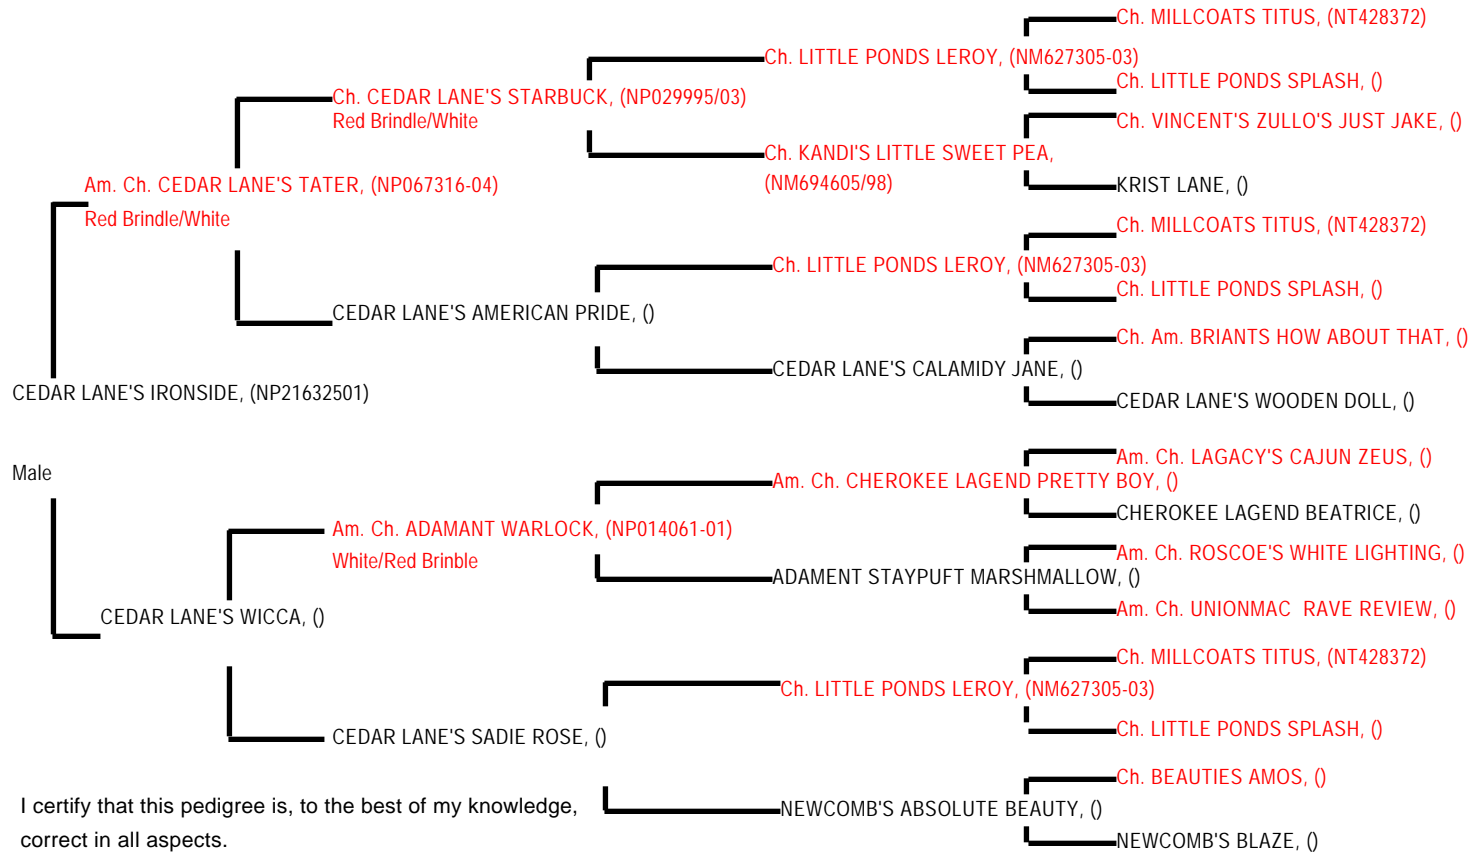 Ch. MILLCOATS TITUS, (NT428372)
Ch. LITTLE PONDS LEROY, (NM627305-03)
Ch. LITTLE PONDS SPLASH, ()
Ch. CEDAR LANE'S STARBUCK, (NP029995/03)
Red Brindle/White
Ch. VINCENT'S ZULLO'S JUST JAKE, ()
Ch. KANDI'S LITTLE SWEET PEA,
(NM694605/98)
KRIST LANE, ()
Am. Ch. CEDAR LANE'S TATER, (NP067316-04)
Red Brindle/White
Ch. MILLCOATS TITUS, (NT428372)
Ch. LITTLE PONDS LEROY, (NM627305-03)
Ch. LITTLE PONDS SPLASH, ()
CEDAR LANE'S AMERICAN PRIDE, ()
Ch. Am. BRIANTS HOW ABOUT THAT, ()
CEDAR LANE'S CALAMIDY JANE, ()
CEDAR LANE'S WOODEN DOLL, ()
CEDAR LANE'S IRONSIDE, (NP21632501)
Male
Am. Ch. LAGACY'S CAJUN ZEUS, ()
Am. Ch. CHEROKEE LAGEND PRETTY BOY, ()
CHEROKEE LAGEND BEATRICE, ()
Am. Ch. ADAMANT WARLOCK, (NP014061-01)
White/Red Brinble
Am. Ch. ROSCOE'S WHITE LIGHTING, ()
ADAMENT STAYPUFT MARSHMALLOW, ()
Am. Ch. UNIONMAC  RAVE REVIEW, ()
CEDAR LANE'S WICCA, ()
Ch. MILLCOATS TITUS, (NT428372)
Ch. LITTLE PONDS LEROY, (NM627305-03)
Ch. LITTLE PONDS SPLASH, ()
CEDAR LANE'S SADIE ROSE, ()
Ch. BEAUTIES AMOS, ()
NEWCOMB'S ABSOLUTE BEAUTY, ()
NEWCOMB'S BLAZE, ()
I certify that this pedigree is, to the best of my knowledge,
correct in all aspects.